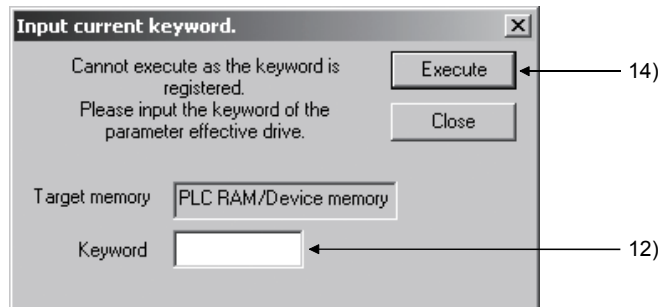 Input current keyword.
Cannot execute as the keyword is
registered.
Please input the keyword of the
parameter effective drive.
Execute
14)
Close
Target memory PLC RAM/Device memory
Keyword
12)